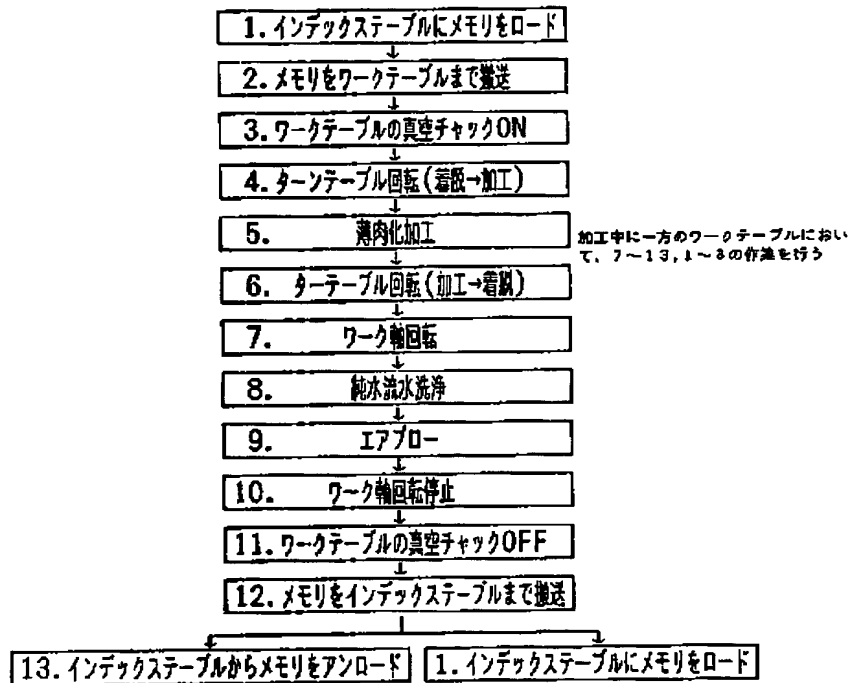 1.インデックステーブルにメモリをロード
2.メモリをワークテーブルまで搬送
3.ワークテーブルの真空チャックON
4.ターンテーブル回転(着脱→加工)
5. 薄肉化加工
加工中に一方のワークテーブルにおい
て、7〜13,1〜3の作業を行う
6.ターテーブル回転(加工→着脱)
7. ワーク軸回転
8. 純水流水洗浄
9. エアブロー
10. ワーク軸回転停止
11.ワークテーブルの真空チャックOFF
12.メモリをインデックステーブルまで搬送
13.インデックステーブルからメモリをアンロード
1.インデックステーブルにメモリをロード